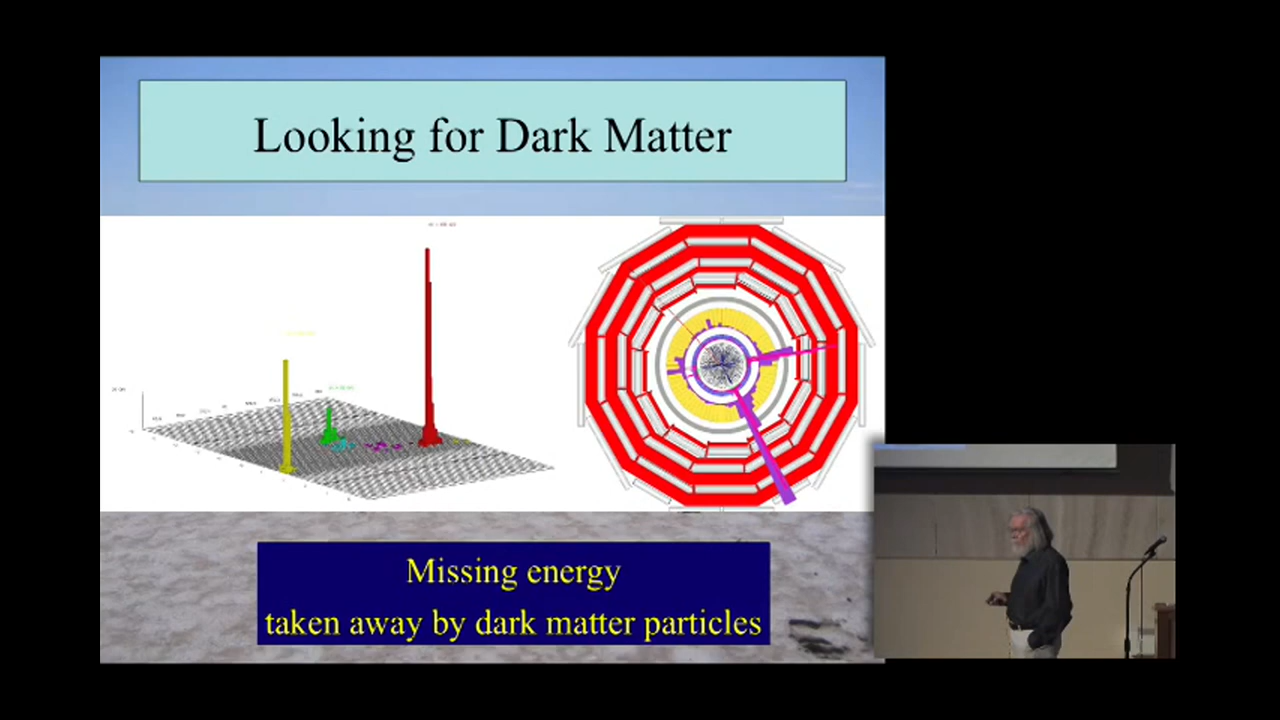 Looking for Dark Matter
Missing energy
taken away by dark matter particles